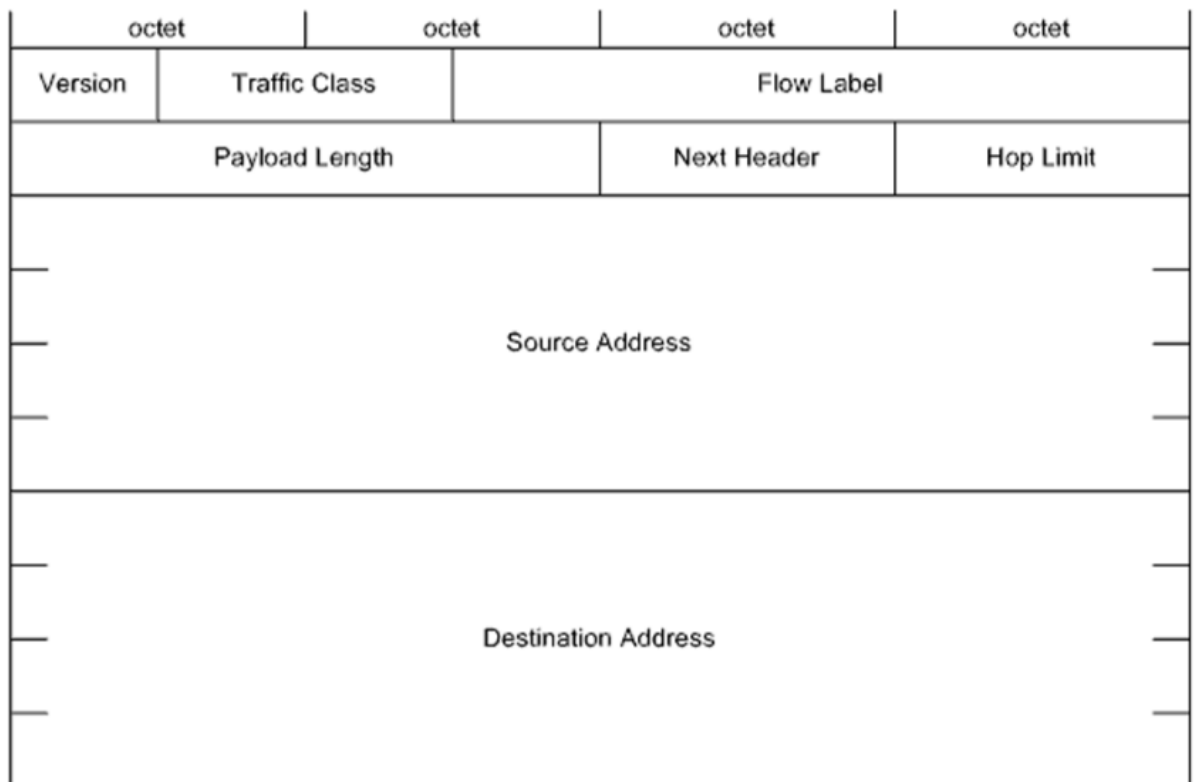 octet octet octet octet
Version Traffic Class Flow Label
Payload Length Next Header Hop Limit
Source Address
Destination Address